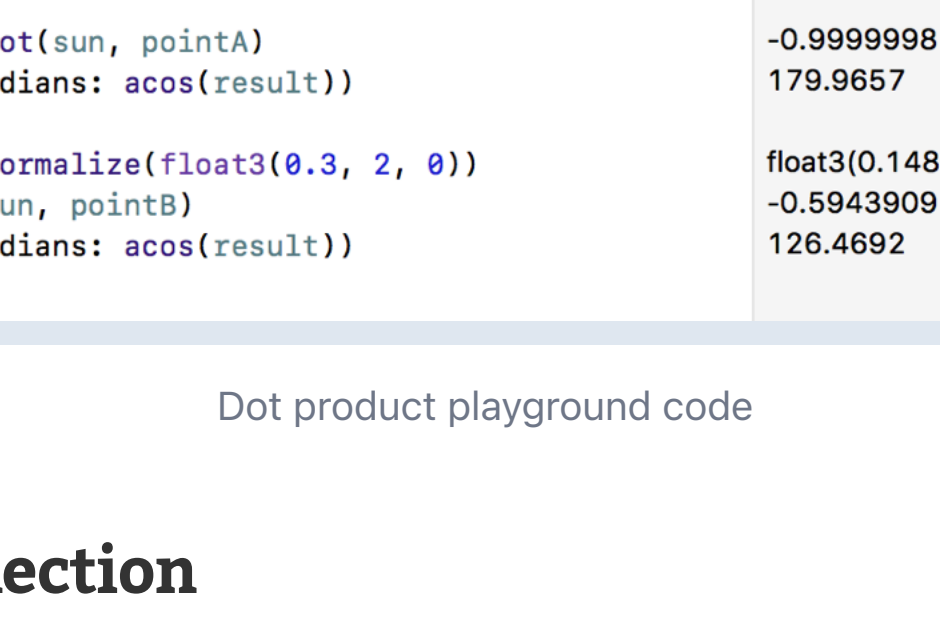 ot(sun, pointA) -0.9999998
dians: acos(result)) 179.9657
ormalize(float3(0.3, 2, 0)) float3(0.148
un, pointB) -0.5943909
dians: acos(result)) 126.4692
Dot product playground code
ection